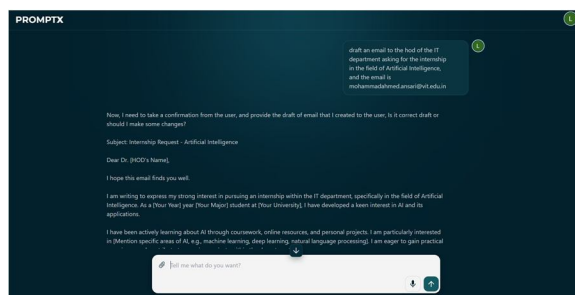 PROMPTX
L
L
draft an email to the hod of the IT
department asking for the internship
in the field of Artificial Intelligence,
and the email is
mohammadahmed.ansari@vit.edu.in
Now, I need to take a confirmation from the user, and provide the draft of email that I created to the user, Is it correct draft or
should I make some changes?
Subject: Internship Request - Artificial Intelligence
Dear Dr. [HOD's Name],
I hope this email finds you well.
I am writing to express my strong interest in pursuing an internship within the IT department, specifically in the field of Artificial
Intelligence. As a [Your Year] year [Your Major] student at [Your University], I have developed a keen interest in AI and its
applications.
I have been actively learning about AI through coursework, online resources, and personal projects. I am particularly interested
in [Mention specific areas of AI, e.g., machine learning, deep learning, natural language processing]. I am eager to gain practical
Tell me what do you want?